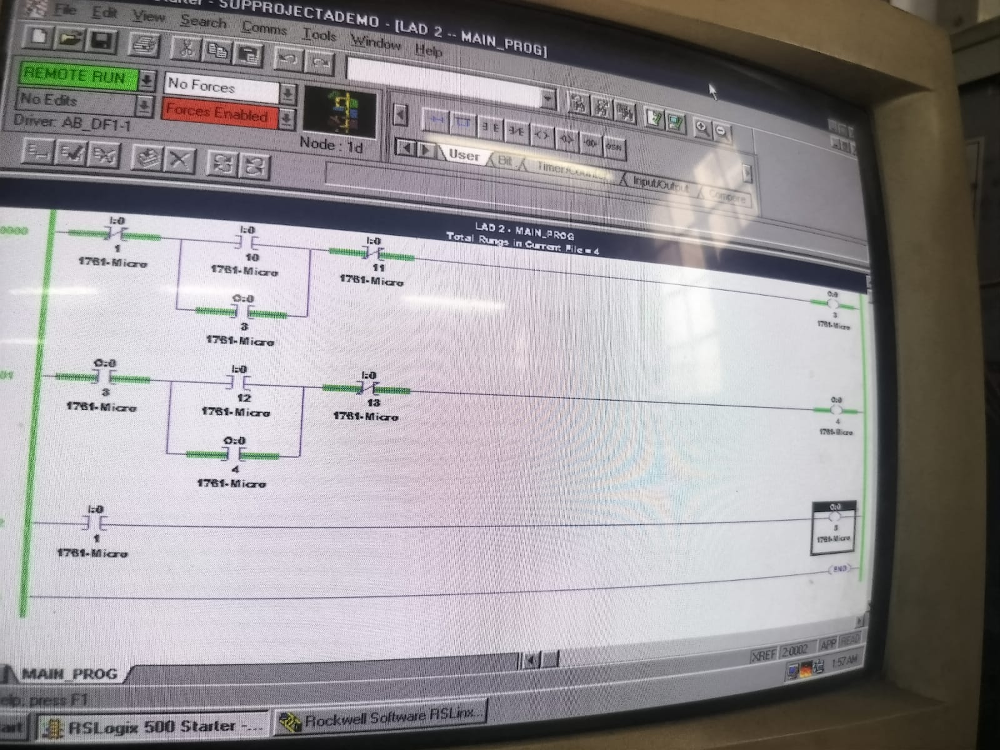 SUPPROJECTADEMO - [LAD 2 -- MAIN_PROG]
File Edit View Search Comms Tools Window Help
REMOTE RUN No Forces
No Edits Forces Enabled
Driver: AB_DF1-1 Node : 1d
OSR
User Bit Timer/Counter Input/Output Compare
LAD 2 - MAIN_PROG
Total Rungs in Current File = 4
0000
I:0 I:0 I:0 O:0
1 10 11 3
1761-Micro 1761-Micro 1761-Micro 1761-Micro
O:0
3
1761-Micro
01
O:0 I:0 I:0 O:0
3 12 13 4
1761-Micro 1761-Micro 1761-Micro 1761-Micro
O:0
4
1761-Micro
2
I:0 O:0
1
1761-Micro 1761-Micro
END
MAIN_PROG
XREF 2:0002 APP READ
elp, press F1
1:57 AM
art RSLogix 500 Starter -... Rockwell Software RSLinx...